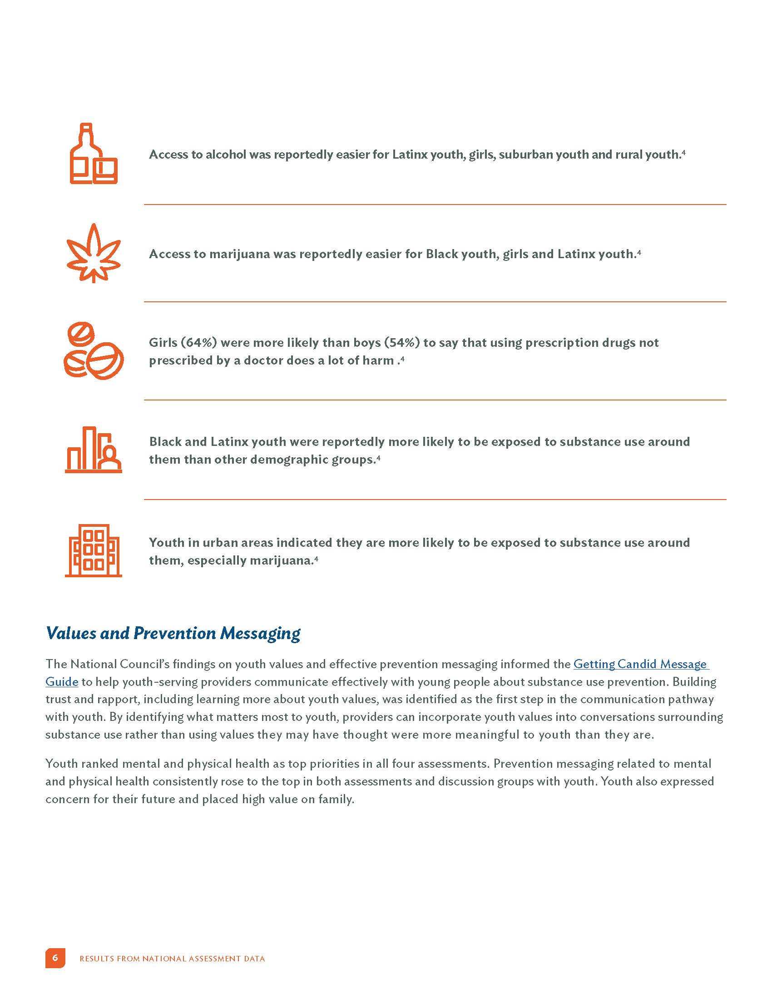 Access to alcohol was reportedly easier for Latinx youth, girls, suburban youth and rural youth.⁴
Access to marijuana was reportedly easier for Black youth, girls and Latinx youth.⁴
Girls (64%) were more likely than boys (54%) to say that using prescription drugs not
prescribed by a doctor does a lot of harm .⁴
Black and Latinx youth were reportedly more likely to be exposed to substance use around
them than other demographic groups.⁴
Youth in urban areas indicated they are more likely to be exposed to substance use around
them, especially marijuana.⁴
Values and Prevention Messaging
The National Council’s findings on youth values and effective prevention messaging informed the Getting Candid Message
Guide to help youth-serving providers communicate effectively with young people about substance use prevention. Building
trust and rapport, including learning more about youth values, was identified as the first step in the communication pathway
with youth. By identifying what matters most to youth, providers can incorporate youth values into conversations surrounding
substance use rather than using values they may have thought were more meaningful to youth than they are.
Youth ranked mental and physical health as top priorities in all four assessments. Prevention messaging related to mental
and physical health consistently rose to the top in both assessments and discussion groups with youth. Youth also expressed
concern for their future and placed high value on family.
6 RESULTS FROM NATIONAL ASSESSMENT DATA